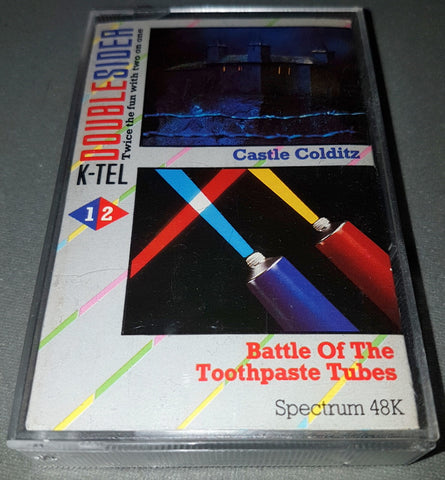 DOUBLESIDER
Twice the fun with two on one
K-TEL
1 2
Castle Colditz
Battle Of The
Toothpaste Tubes
Spectrum 48K